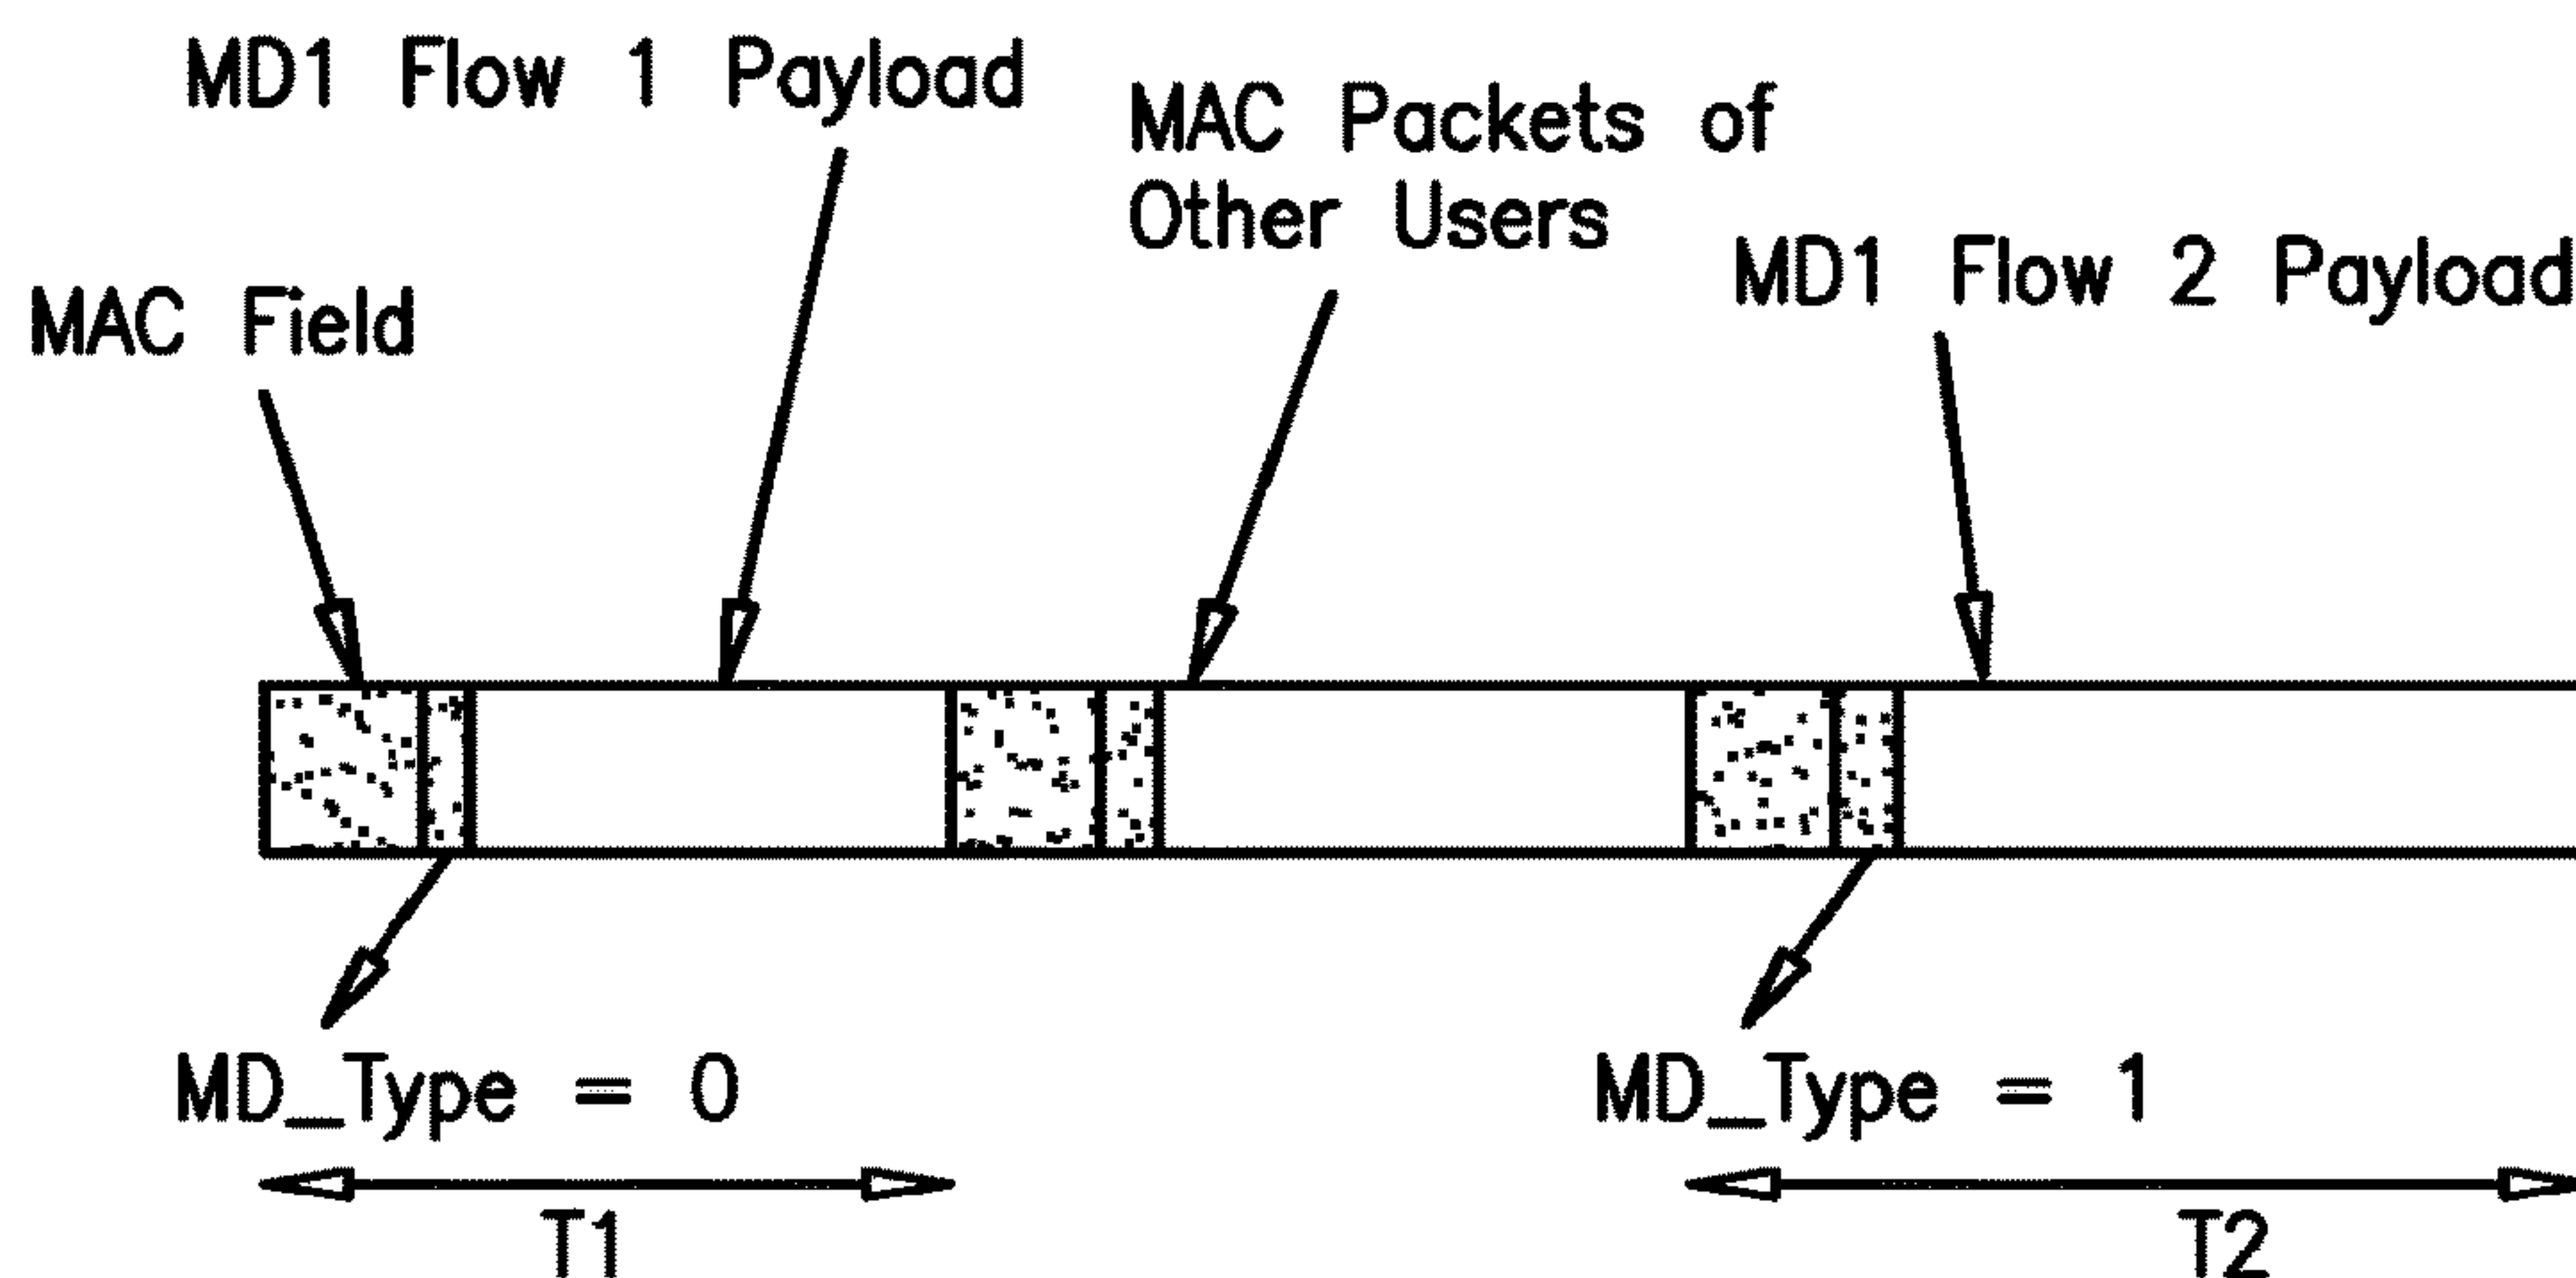 MD1 Flow 1 Payload
MAC Packets of
Other Users
MD1 Flow 2 Payload
MAC Field
MD_Type = 0
MD_Type = 1
T1
T2